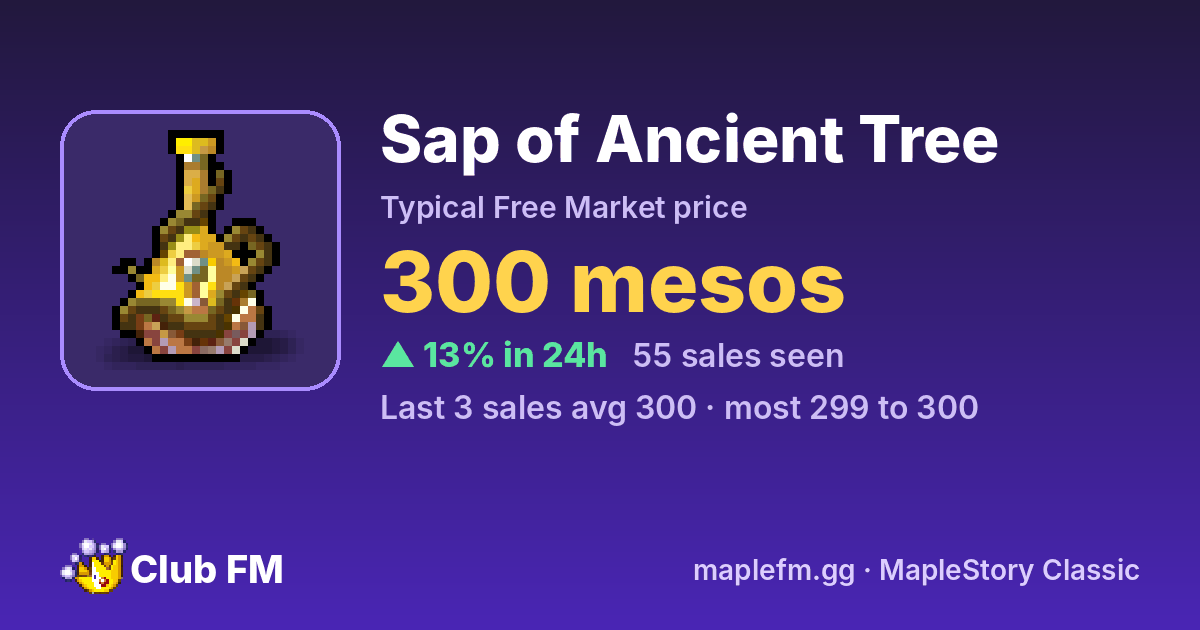 Sap of Ancient Tree
Typical Free Market price
300 mesos
▲ 13% in 24h 55 sales seen
Last 3 sales avg 300 · most 299 to 300
Club FM
maplefm.gg · MapleStory Classic